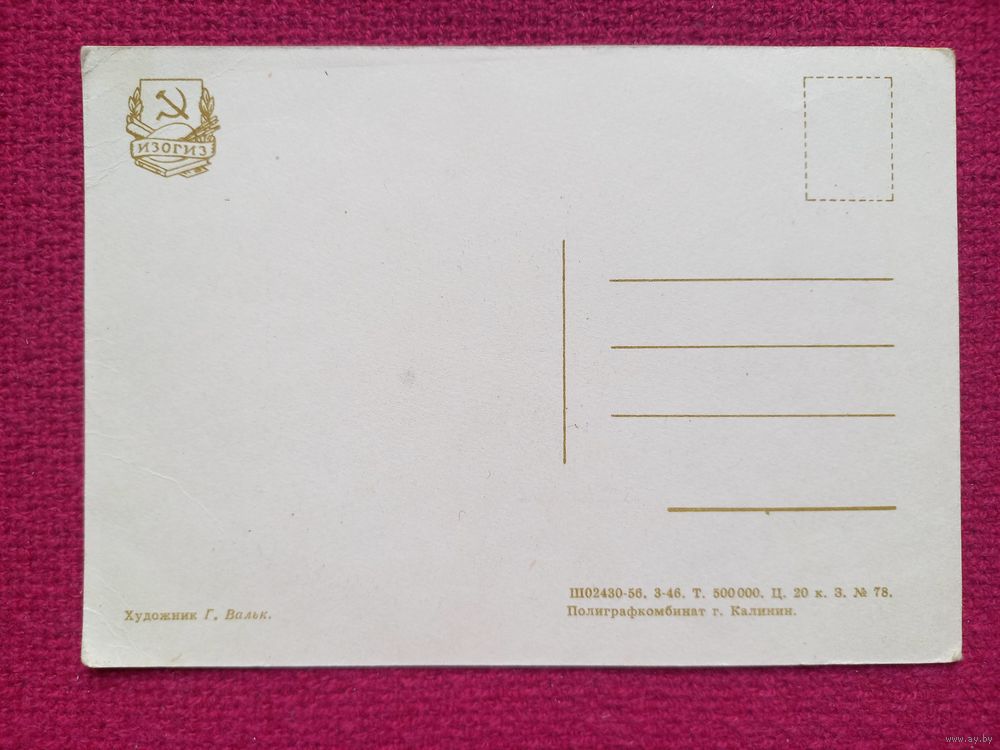 ИЗОГИЗ
Ш02430-56. 3-46. Т. 500 000. Ц. 20 к. З. № 78.
Полиграфкомбинат г. Калинин.
Художник Г. Вальк.
www.ay.by